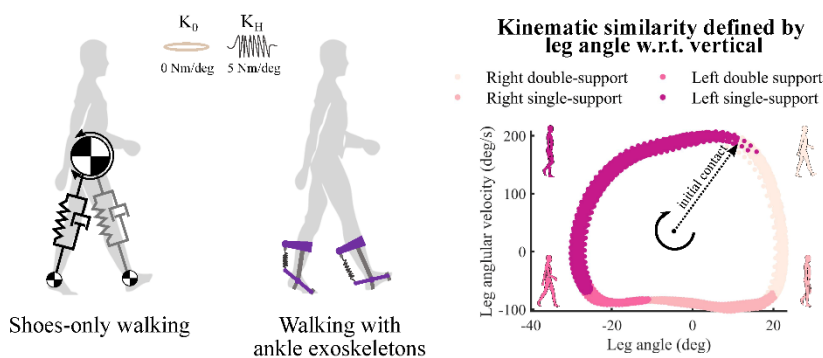 K0
KH
0 Nm/deg
5 Nm/deg
Shoes-only walking
Walking with
ankle exoskeletons
Kinematic similarity defined by
leg angle w.r.t. vertical
Right double-support
Left double support
Right single-support
Left single-support
Leg anglular velocity (deg/s)
200
100
0
-100
initial contact
-40
-20
0
20
Leg angle (deg)